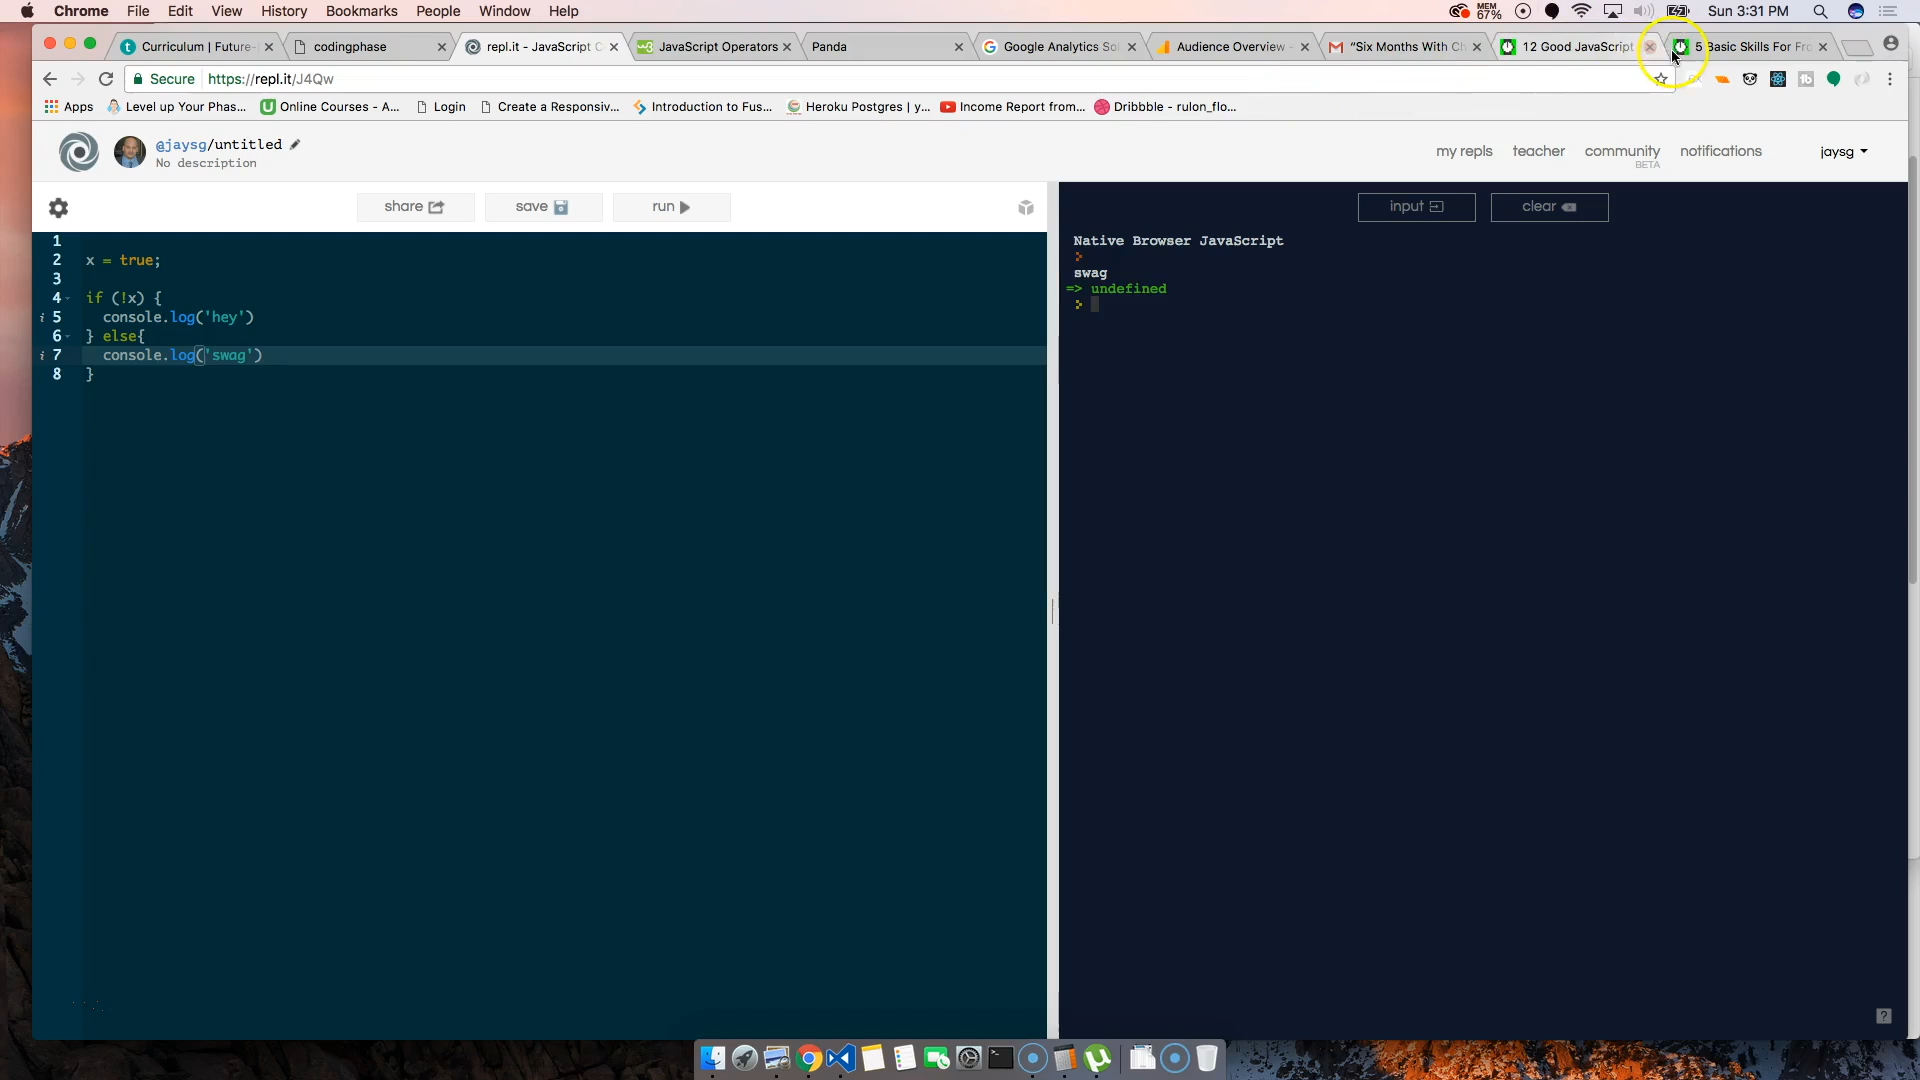 Chrome File Edit View History Bookmarks People Window Help
MEM 67% Sun 3:31 PM
Curriculum | Future-
codingphase
repl.it - JavaScript C
JavaScript Operators
Panda
Google Analytics Sol
Audience Overview -
"Six Months With Ch
12 Good JavaScript
5 Basic Skills For Fro
Secure https://repl.it/J4Qw
Apps
Level up Your Phas...
Online Courses - A...
Login
Create a Responsiv...
Introduction to Fus...
Heroku Postgres | y...
Income Report from...
Dribbble - rulon_flo...
@jaysg/untitled
No description
my repls teacher community notifications jaysg
BETA
share save run
input clear
1
2 x = true;
3
4 if (!x) {
i 5 console.log('hey')
6 } else{
i 7 console.log('swag')
8 }
Native Browser JavaScript
>
swag
=> undefined
>
?